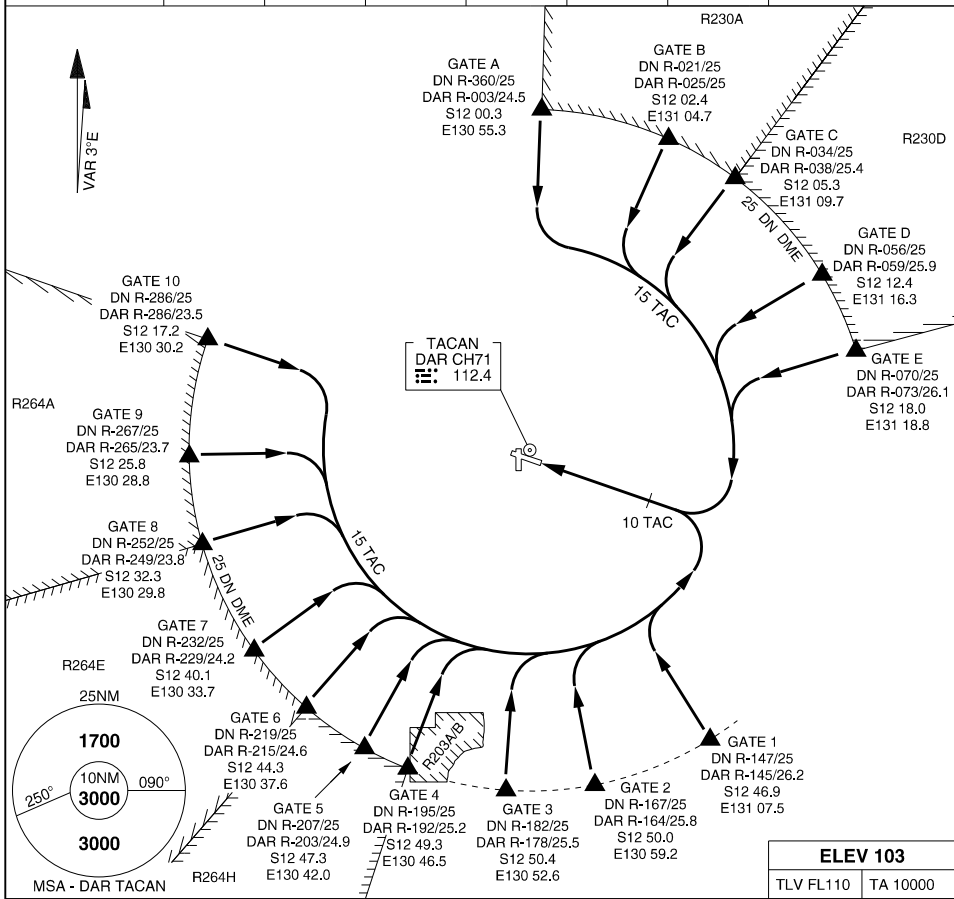 R230A
GATE A
DN R-360/25
DAR R-003/24.5
S12 00.3
E130 55.3
GATE B
DN R-021/25
DAR R-025/25
S12 02.4
E131 04.7
GATE C
DN R-034/25
DAR R-038/25.4
S12 05.3
E131 09.7
R230D
VAR 3°E
25 DN DME
GATE D
DN R-056/25
DAR R-059/25.9
S12 12.4
E131 16.3
GATE 10
DN R-286/25
DAR R-286/23.5
S12 17.2
E130 30.2
15 TAC
TACAN
DAR CH71
112.4
GATE E
DN R-070/25
DAR R-073/26.1
S12 18.0
E131 18.8
R264A
GATE 9
DN R-267/25
DAR R-265/23.7
S12 25.8
E130 28.8
10 TAC
GATE 8
DN R-252/25
DAR R-249/23.8
S12 32.3
E130 29.8
15 TAC
25 DN DME
GATE 7
DN R-232/25
DAR R-229/24.2
S12 40.1
E130 33.7
R264E
25NM
1700
10NM
3000
250°
090°
3000
MSA - DAR TACAN
GATE 6
DN R-219/25
DAR R-215/24.6
S12 44.3
E130 37.6
R203A/B
GATE 5
DN R-207/25
DAR R-203/24.9
S12 47.3
E130 42.0
R264H
GATE 4
DN R-195/25
DAR R-192/25.2
S12 49.3
E130 46.5
GATE 3
DN R-182/25
DAR R-178/25.5
S12 50.4
E130 52.6
GATE 2
DN R-167/25
DAR R-164/25.8
S12 50.0
E130 59.2
GATE 1
DN R-147/25
DAR R-145/26.2
S12 46.9
E131 07.5
ELEV 103
TLV FL110 TA 10000